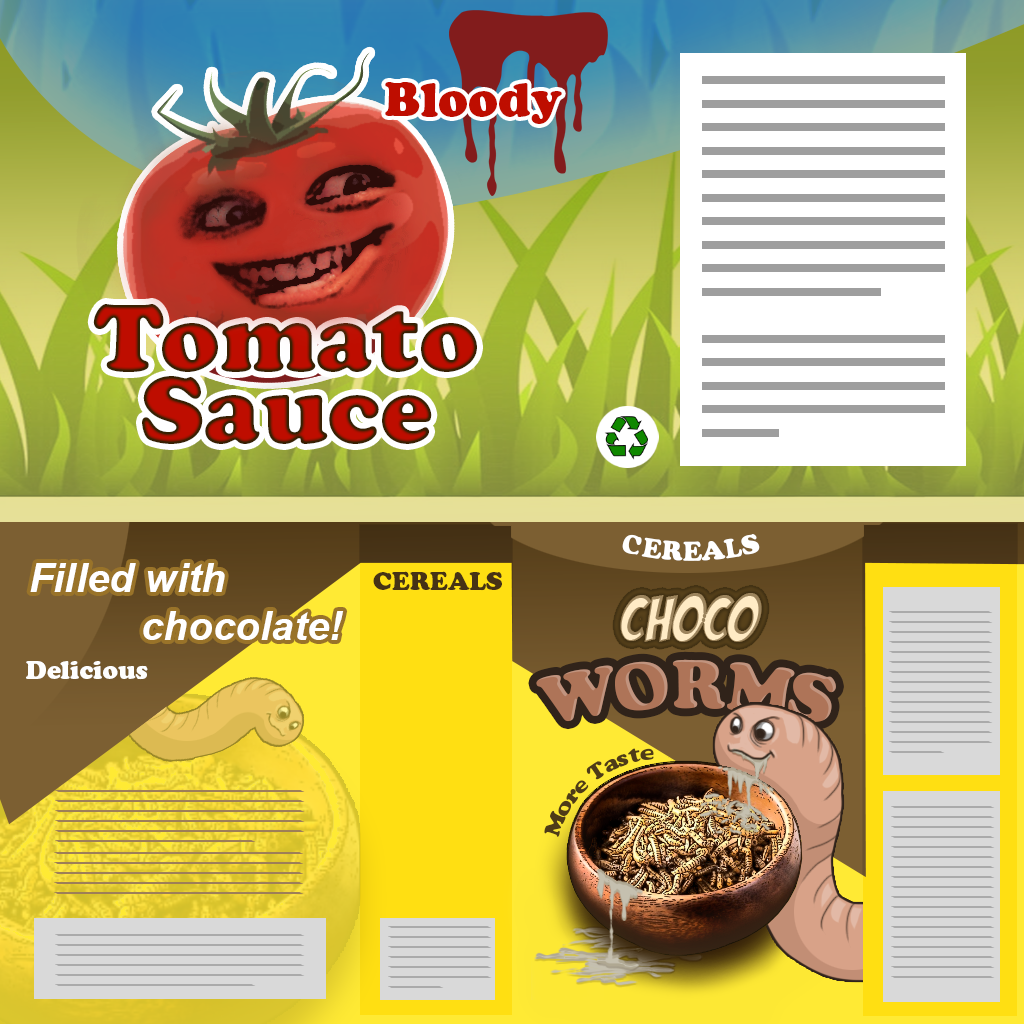 Bloody
Tomato
Sauce
Filled with
chocolate!
Delicious
CEREALS
CEREALS
CHOCO
WORMS
More Taste